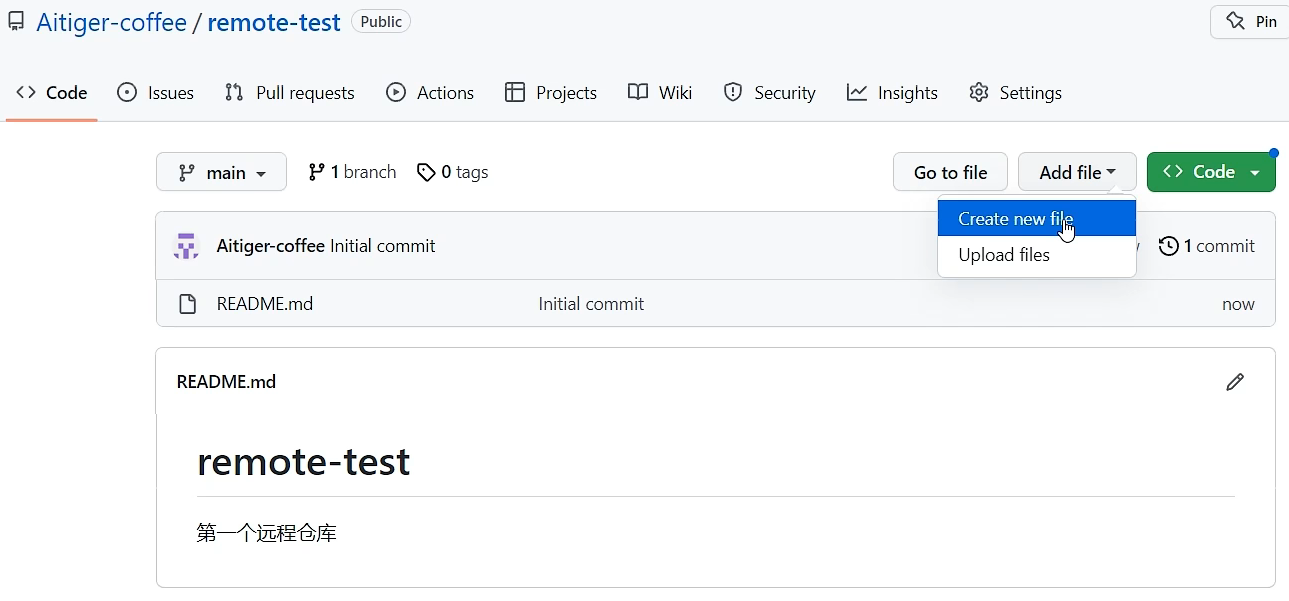 Aitiger-coffee / remote-test Public Pin
Code Issues Pull requests Actions Projects Wiki Security Insights Settings
main 1 branch 0 tags Go to file Add file Code
Create new file
Upload files
Aitiger-coffee Initial commit 1 commit
README.md Initial commit now
README.md
remote-test
第一个远程仓库